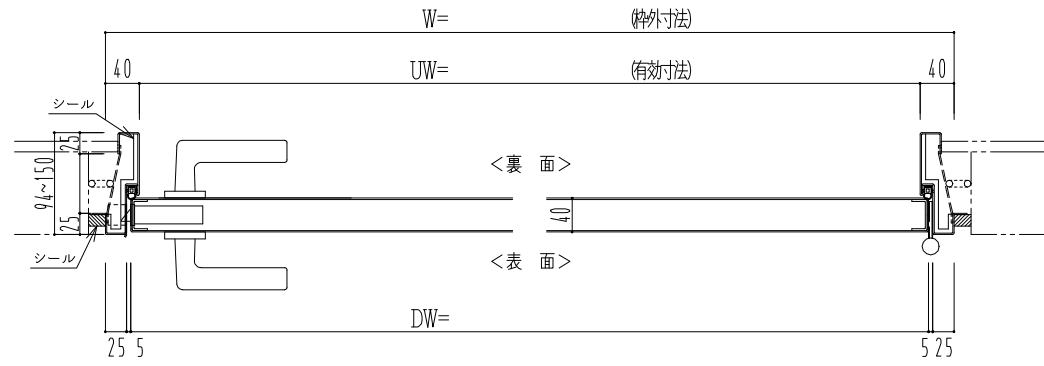 W= (枠外寸法)
40 UW= (有効寸法) 40
シール
25
94~150
<裏 面>
25
40
シール
<表 面>
DW=
25 5 5 25